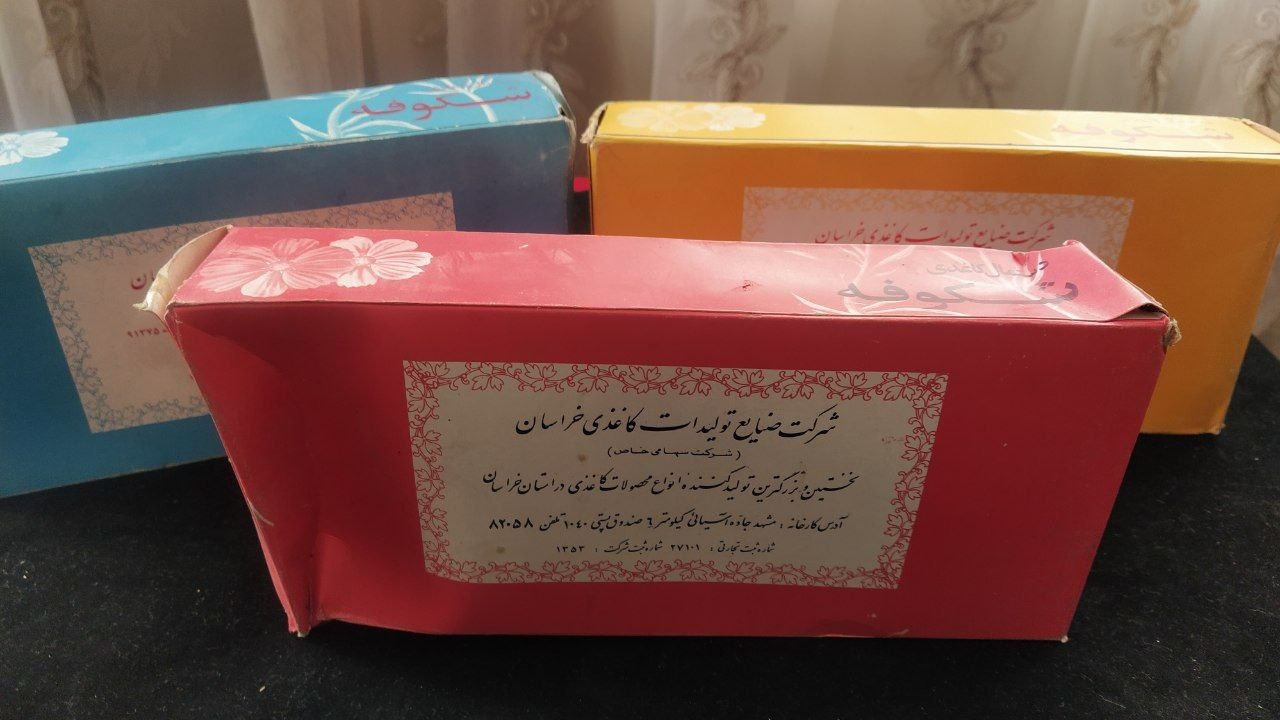 شکوفه
شکوفه
شرکت صنایع تولیدات کاغذی خراسان
۹۱۳۷۵
دستمال کاغذی
شکوفه
شرکت صنایع تولیدات کاغذی خراسان
(شرکت سهامی خاص)
نخستین و بزرگترین تولیدکننده انواع محصولات کاغذی در استان خراسان
آدرس کارخانه : مشهد جاده آسیائی کیلومتر ۶ صندوق پستی ۱۰۴۰ تلفن ۸۲۰۵۸
شماره ثبت تجارتی : ۲۷۱۰۱ شماره ثبت شرکت : ۱۳۵۳